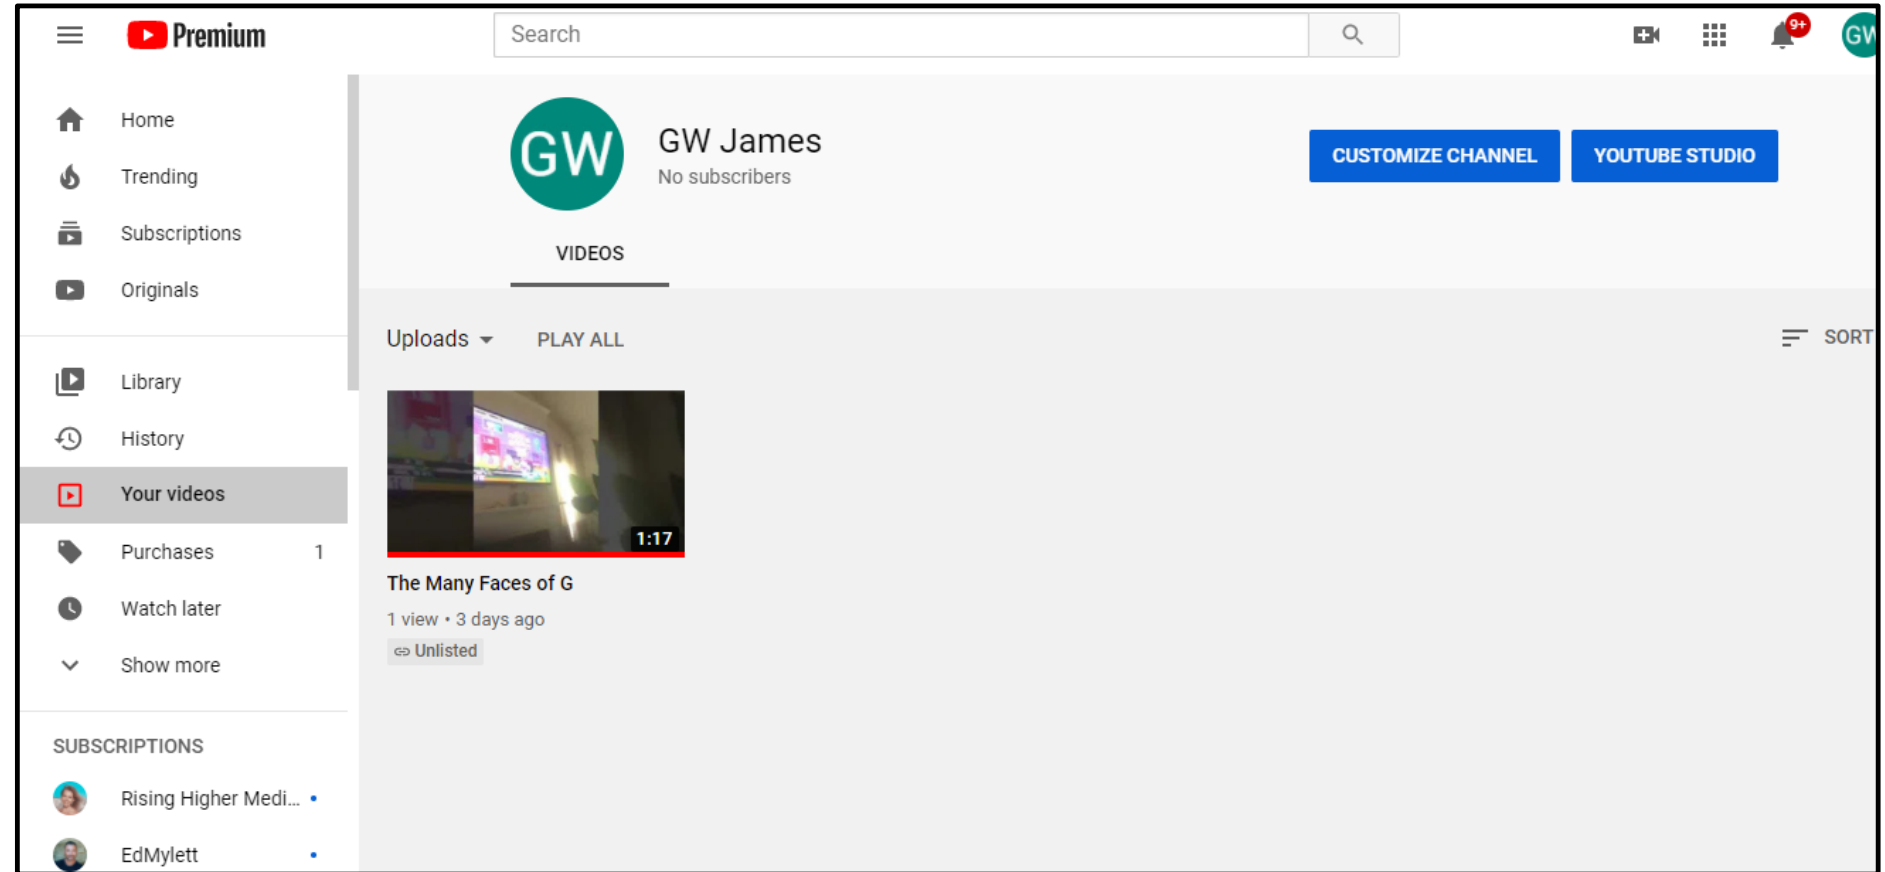 Premium
Search
9+
GW
Home
Trending
Subscriptions
Originals
Library
History
Your videos
Purchases 1
Watch later
Show more
SUBSCRIPTIONS
Rising Higher Medi...
EdMylett
GW
GW James
No subscribers
CUSTOMIZE CHANNEL
YOUTUBE STUDIO
VIDEOS
Uploads
PLAY ALL
SORT
1:17
The Many Faces of G
1 view • 3 days ago
Unlisted